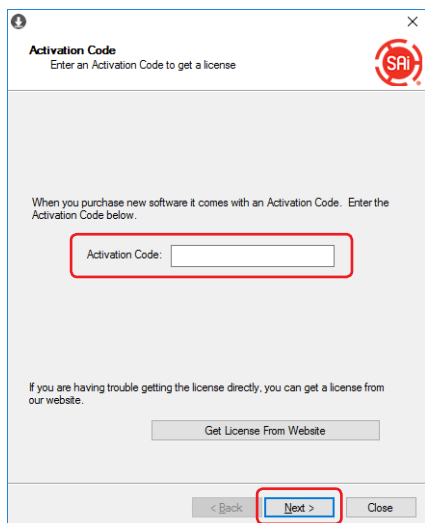 Activation Code
Enter an Activation Code to get a license
SAi
When you purchase new software it comes with an Activation Code.  Enter the
Activation Code below.
Activation Code:
If you are having trouble getting the license directly, you can get a license from
our website.
Get License From Website
< Back
Next >
Close